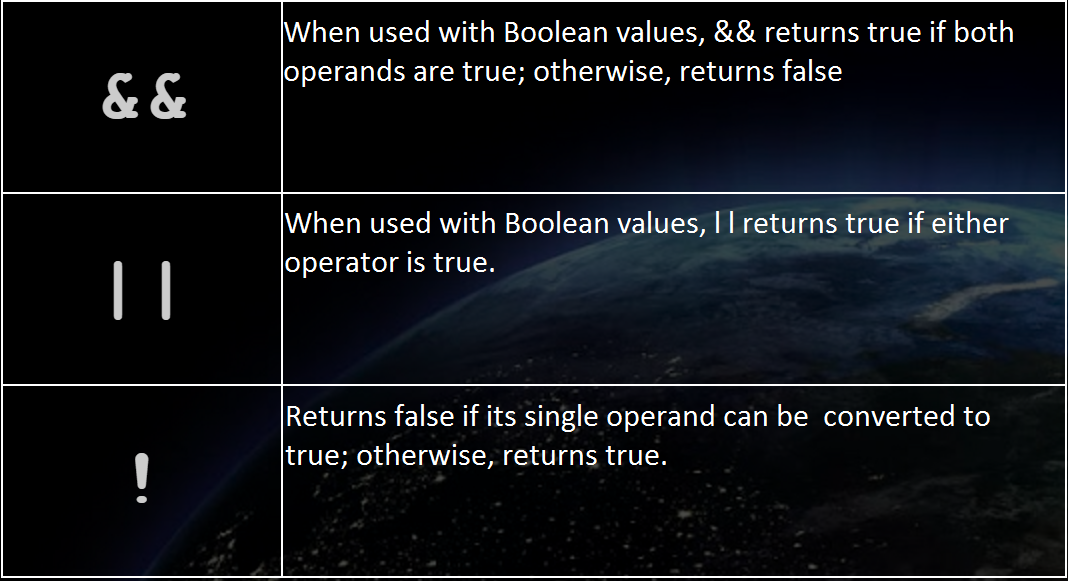 &&
When used with Boolean values, && returns true if both
operands are true; otherwise, returns false
||
When used with Boolean values, l l returns true if either
operator is true.
!
Returns false if its single operand can be  converted to
true; otherwise, returns true.